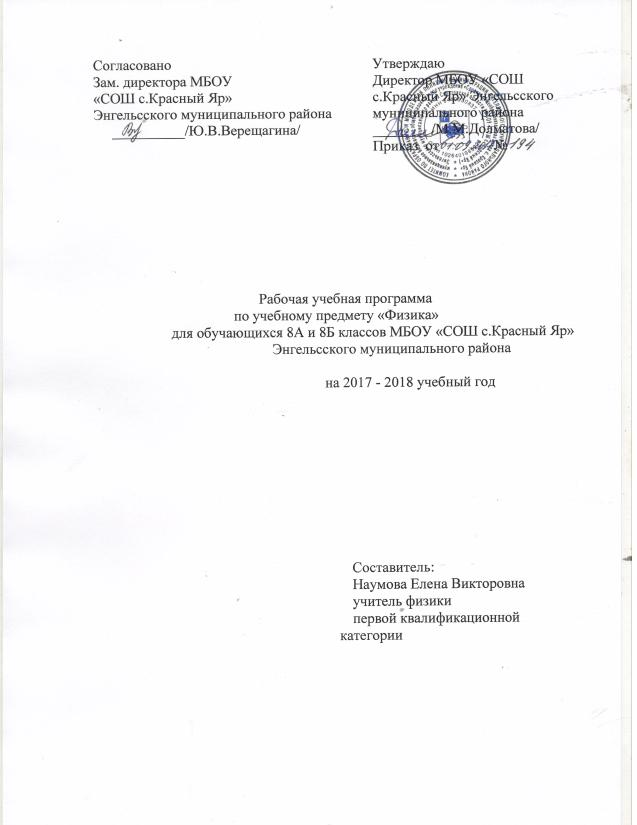 Согласовано
Зам. директора МБОУ
«СОШ с.Красный Яр»
Энгельсского муниципального района
/Ю.В.Верещагина/
Утверждаю
Директор МБОУ «СОШ
с.Красный Яр» Энгельсского
муниципального района
/М.М.Долматова/
Приказ от № 194
Рабочая учебная программа
по учебному предмету «Физика»
для обучающихся 8А и 8Б классов МБОУ «СОШ с.Красный Яр»
Энгельсского муниципального района
на 2017 - 2018 учебный год
Составитель:
Наумова Елена Викторовна
учитель физики
первой квалификационной
категории